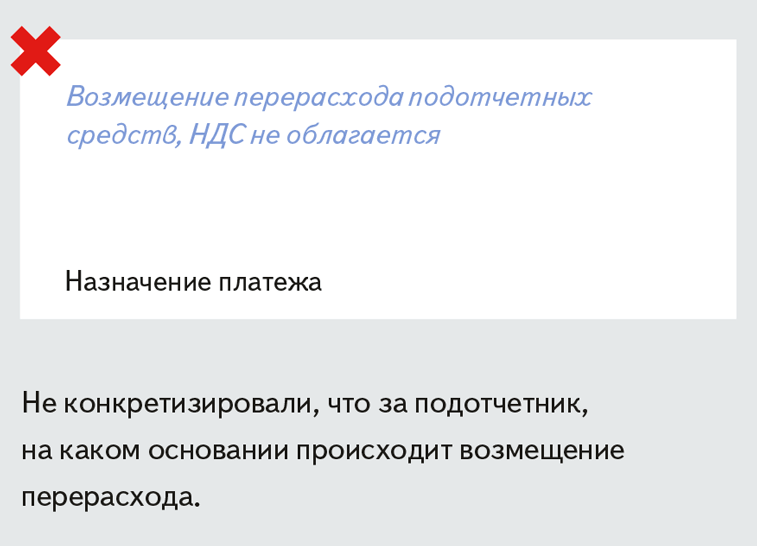 Возмещение перерасхода подотчетных
средств, НДС не облагается
Назначение платежа
Не конкретизировали, что за подотчетник,
на каком основании происходит возмещение
перерасхода.